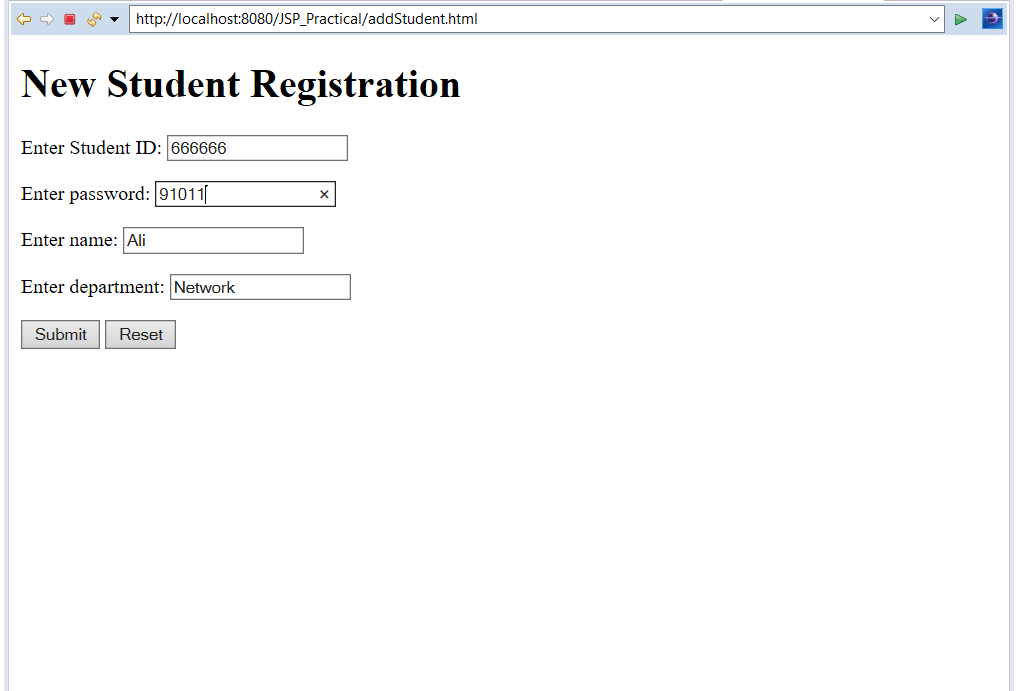 http://localhost:8080/JSP_Practical/addStudent.html
New Student Registration
Enter Student ID: 666666
Enter password: 91011
Enter name: Ali
Enter department: Network
Submit Reset